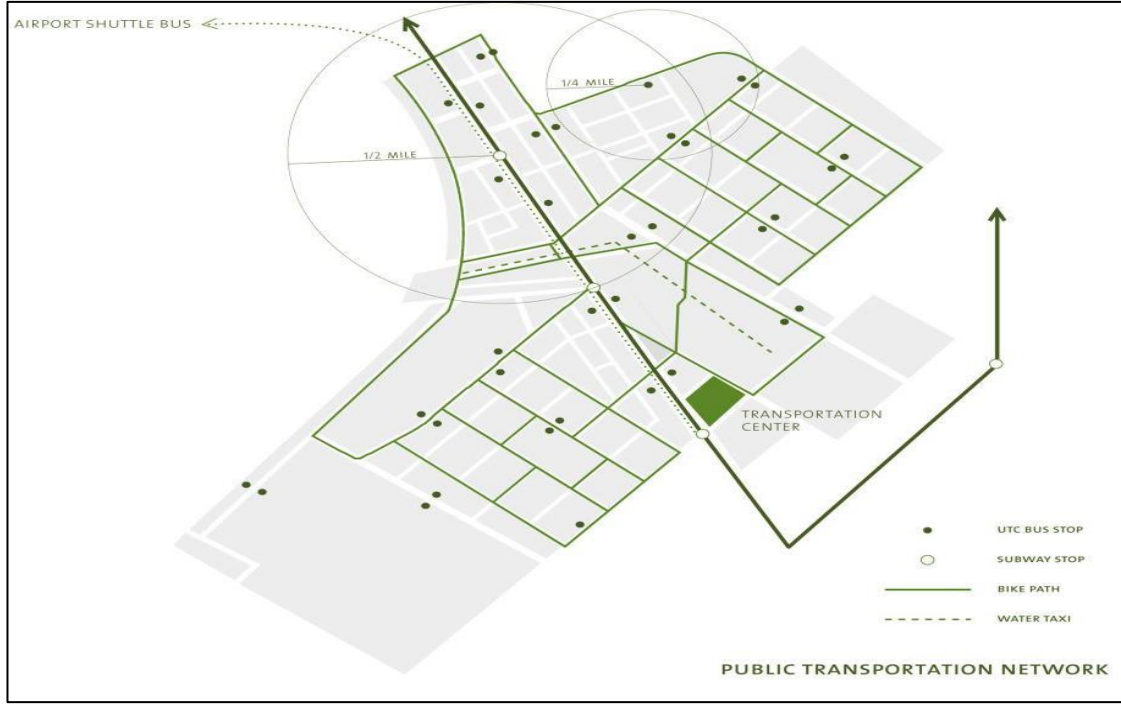 AIRPORT SHUTTLE BUS
1/4 MILE
1/2 MILE
TRANSPORTATION
CENTER
UTC BUS STOP
SUBWAY STOP
BIKE PATH
WATER TAXI
PUBLIC TRANSPORTATION NETWORK